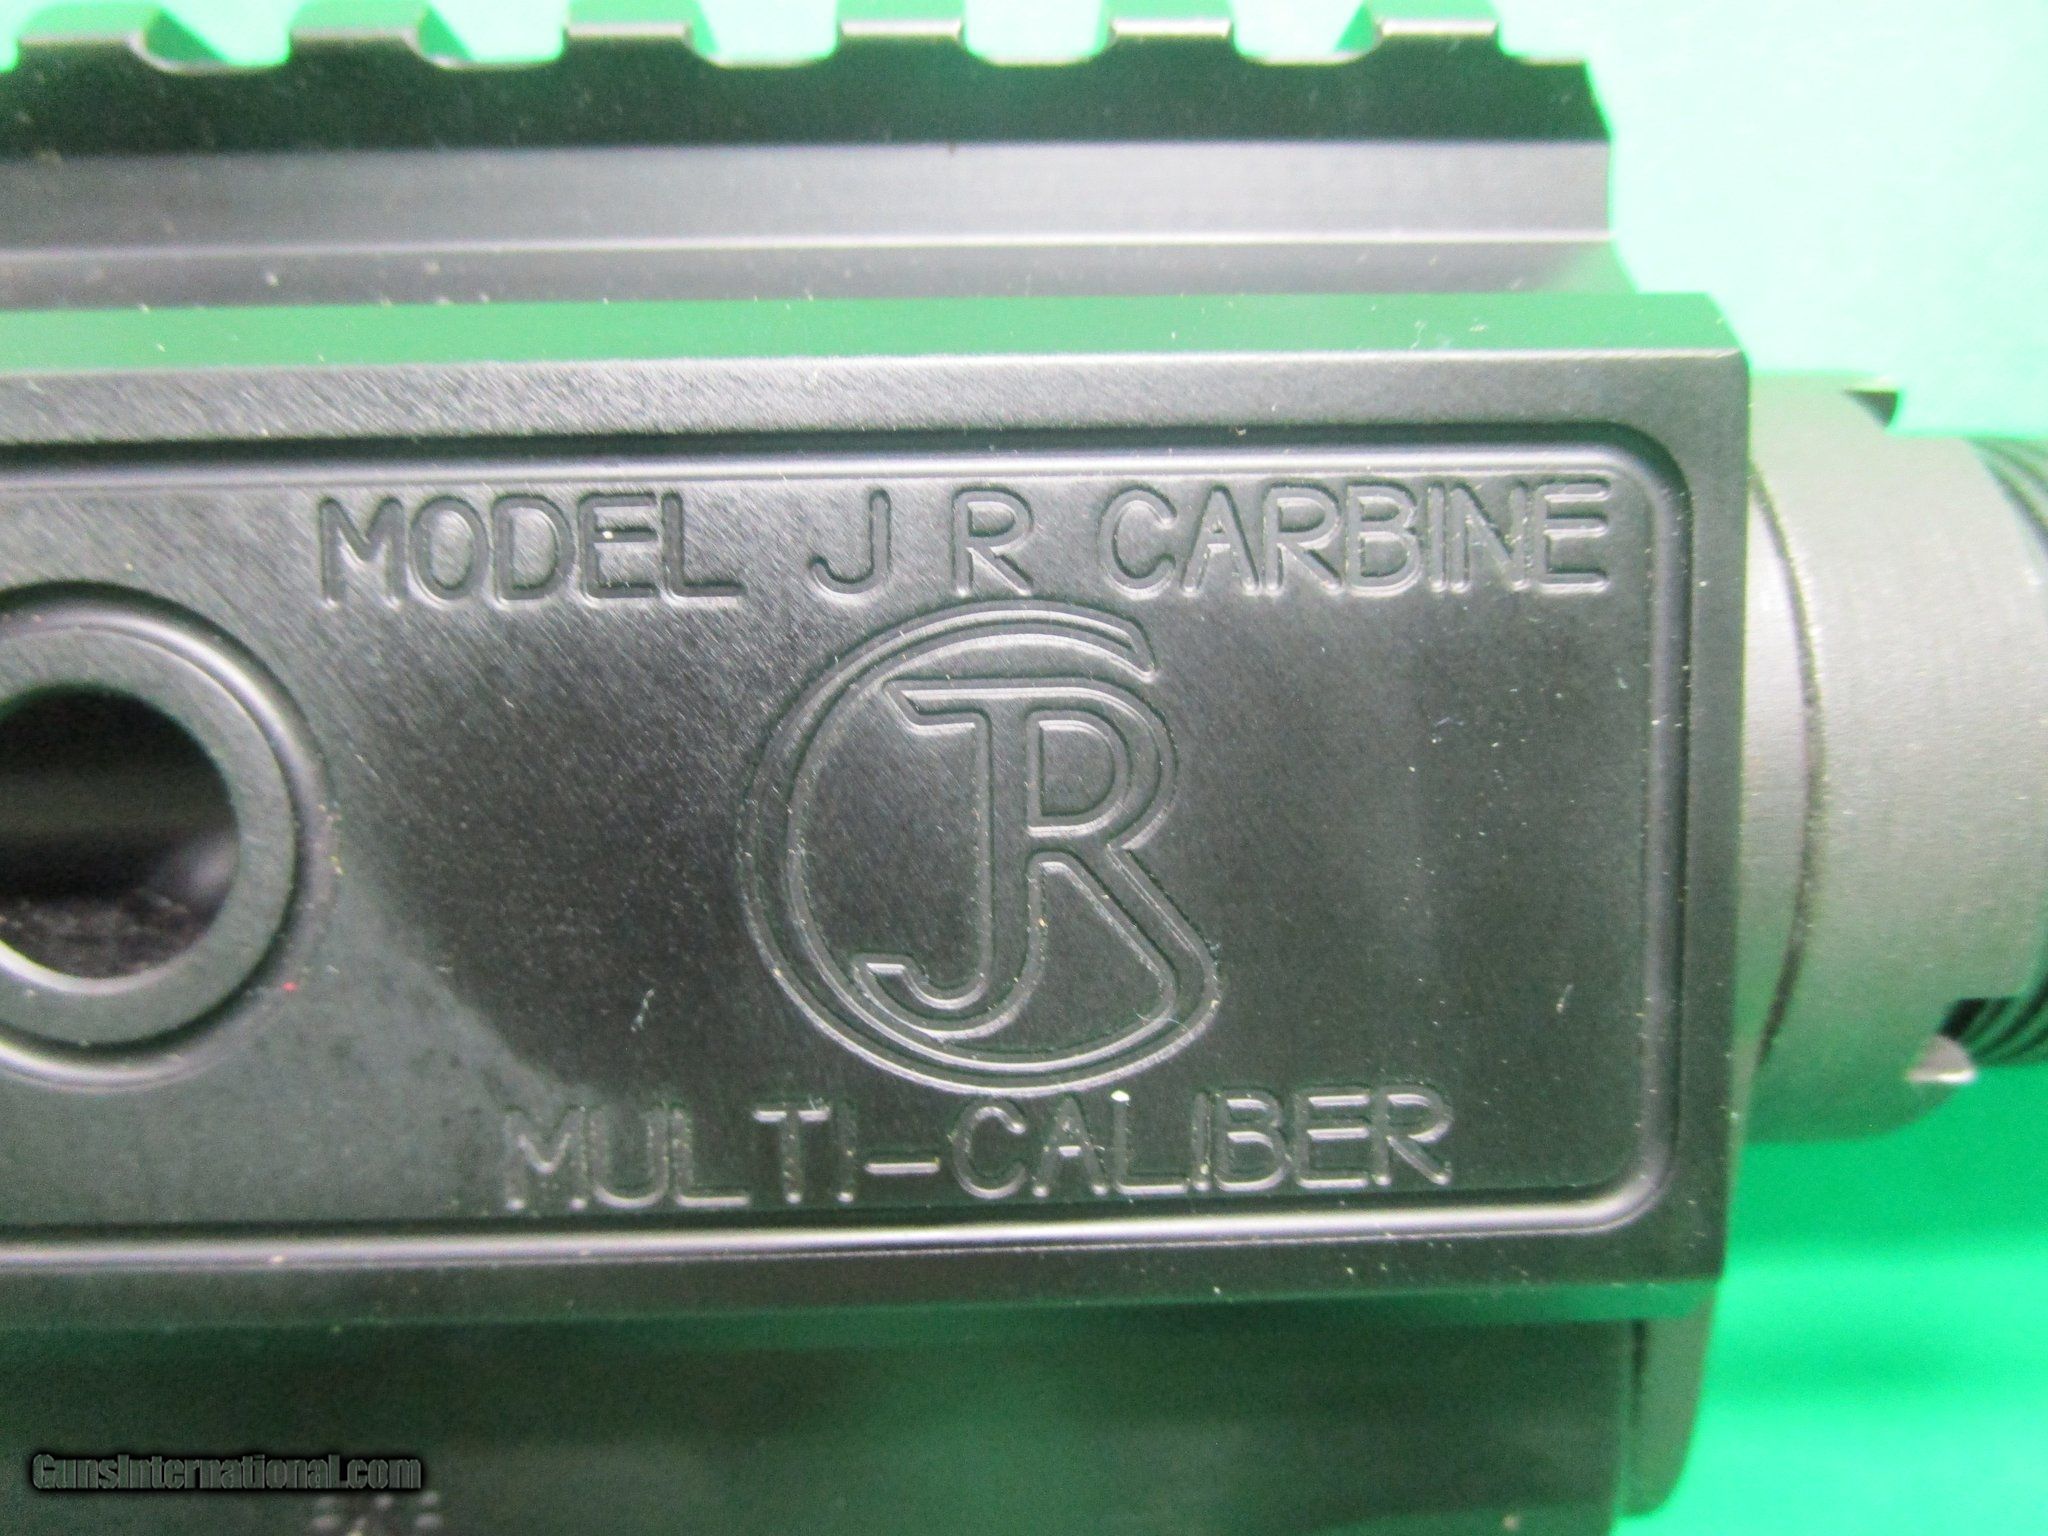 MODEL J R CARBINE
JR
MULTI-CALIBER
GunsInternational.com